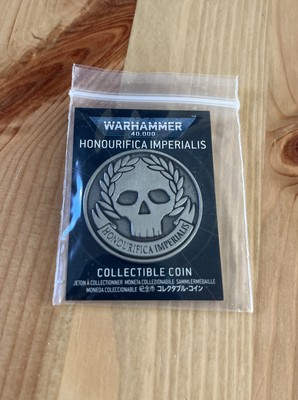 WARHAMMER
40,000
HONOURIFICA IMPERIALIS
HONOURIFICA IMPERIALIS
COLLECTIBLE COIN
JETON À COLLECTIONNER MONETA COLLEZIONABILE SAMMLERMEDAILLE
MONEDA COLECCIONABLE 纪念币 コレクタブル・コイン